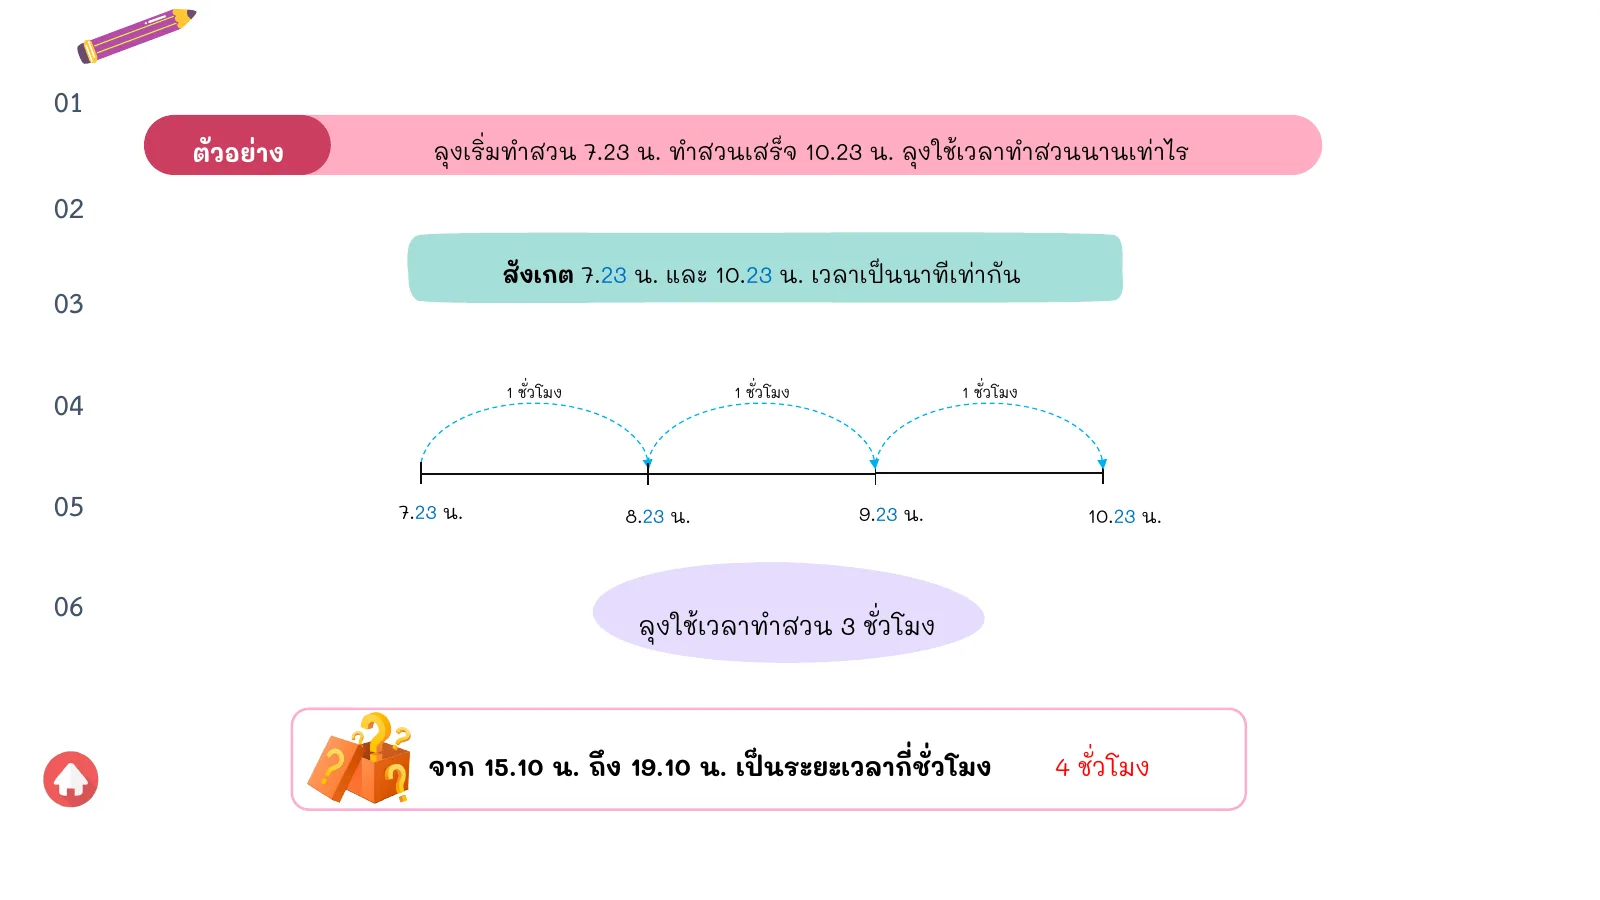 01
ตัวอย่าง ลุงเริ่มทำสวน 7.23 น. ทำสวนเสร็จ 10.23 น. ลุงใช้เวลาทำสวนนานเท่าไร
02
สังเกต 7.23 น. และ 10.23 น. เวลาเป็นนาทีเท่ากัน
03
1 ชั่วโมง 1 ชั่วโมง 1 ชั่วโมง
04
05
7.23 น. 8.23 น. 9.23 น. 10.23 น.
06
ลุงใช้เวลาทำสวน 3 ชั่วโมง
? ? ? ? ?
จาก 15.10 น. ถึง 19.10 น. เป็นระยะเวลากี่ชั่วโมง 4 ชั่วโมง